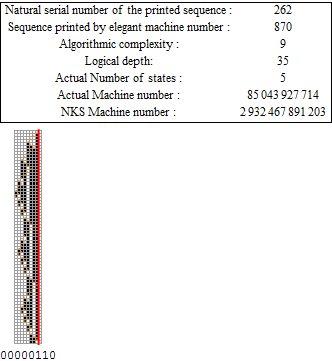 Natural serial number of the printed sequence : 262
Sequence printed by elegant machine number : 870
Algorithmic complexity : 9
Logical depth: 35
Actual Number of states : 5
Actual Machine number : 85 043 927 714
NKS Machine number : 2 932 467 891 203
00000110